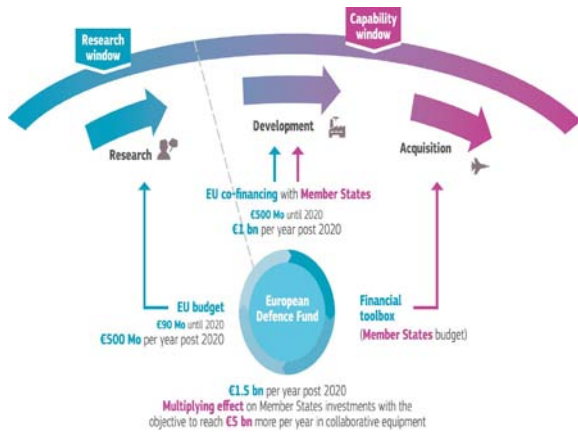 Research
window
Capability
window
Research
Development
Acquisition
EU co-financing with Member States
€500 Mo until 2020
€1 bn per year post 2020
EU budget
€90 Mo until 2020
€500 Mo per year post 2020
European
Defence Fund
Financial
toolbox
(Member States budget)
€1.5 bn per year post 2020
Multiplying effect on Member States investments with the
objective to reach €5 bn more per year in collaborative equipment